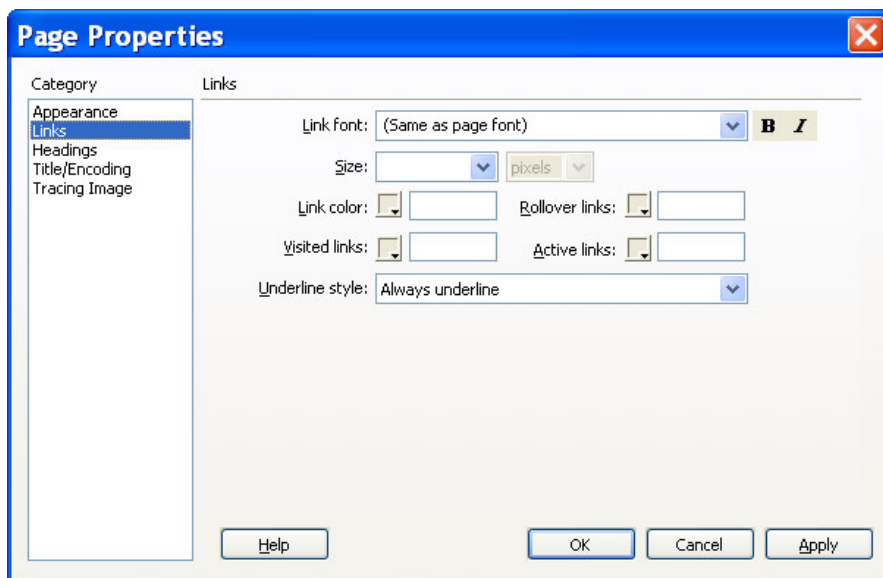 Page Properties
Category
Appearance
Links
Headings
Title/Encoding
Tracing Image
Links
Link font: (Same as page font) B I
Size: pixels
Link color: Rollover links:
Visited links: Active links:
Underline style: Always underline
Help OK Cancel Apply